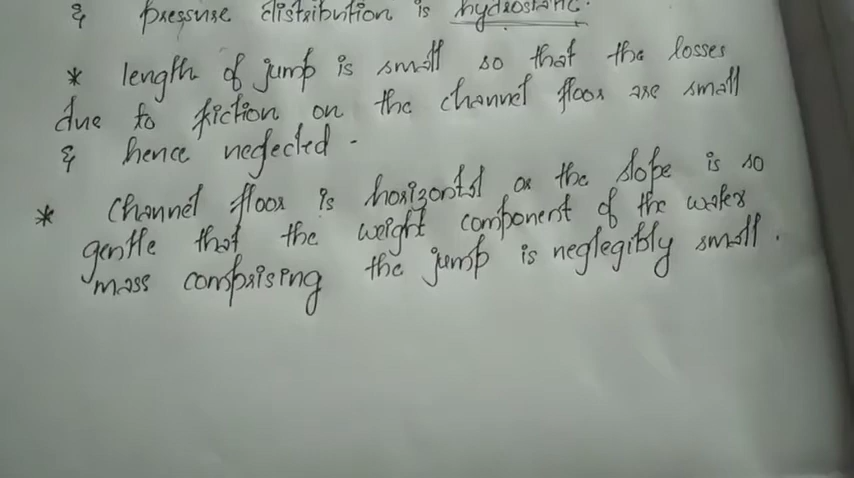 & pressure distribution is hydrostatic.
* length of jump is small so that the losses
due to friction on the channel floor are small
& hence neglected -
* Channel floor is horizontal or the slope is so
gentle that the weight component of the water
mass comprising the jump is neglegibly small.